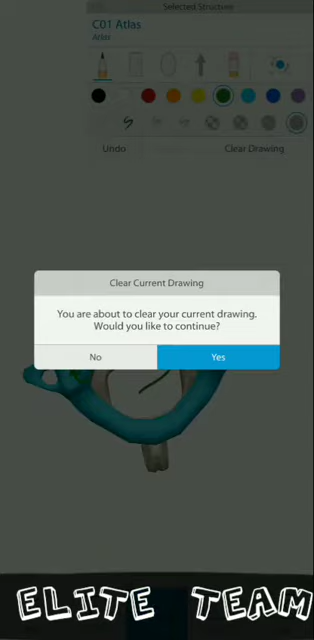 Selected Structure
C01 Atlas
Atlas
Undo
Clear Drawing
Clear Current Drawing
You are about to clear your current drawing.
Would you like to continue?
No
Yes
ELITE TEAM